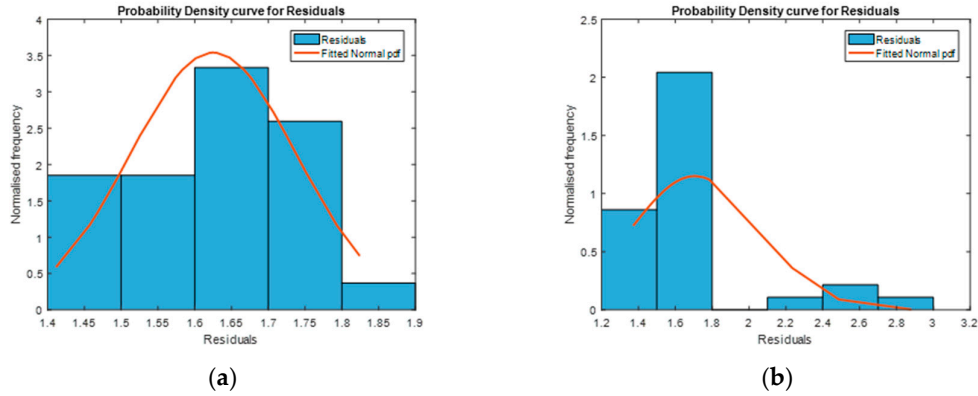 Probability Density curve for Residuals
4
3.5
3
2.5
2
1.5
1
0.5
0
Normalised frequency
Residuals
Fitted Normal pdf
1.4 1.45 1.5 1.55 1.6 1.65 1.7 1.75 1.8 1.85 1.9
Residuals
(a)
Probability Density curve for Residuals
2.5
2
1.5
1
0.5
0
Normalised frequency
Residuals
Fitted Normal pdf
1.2 1.4 1.6 1.8 2 2.2 2.4 2.6 2.8 3 3.2
Residuals
(b)